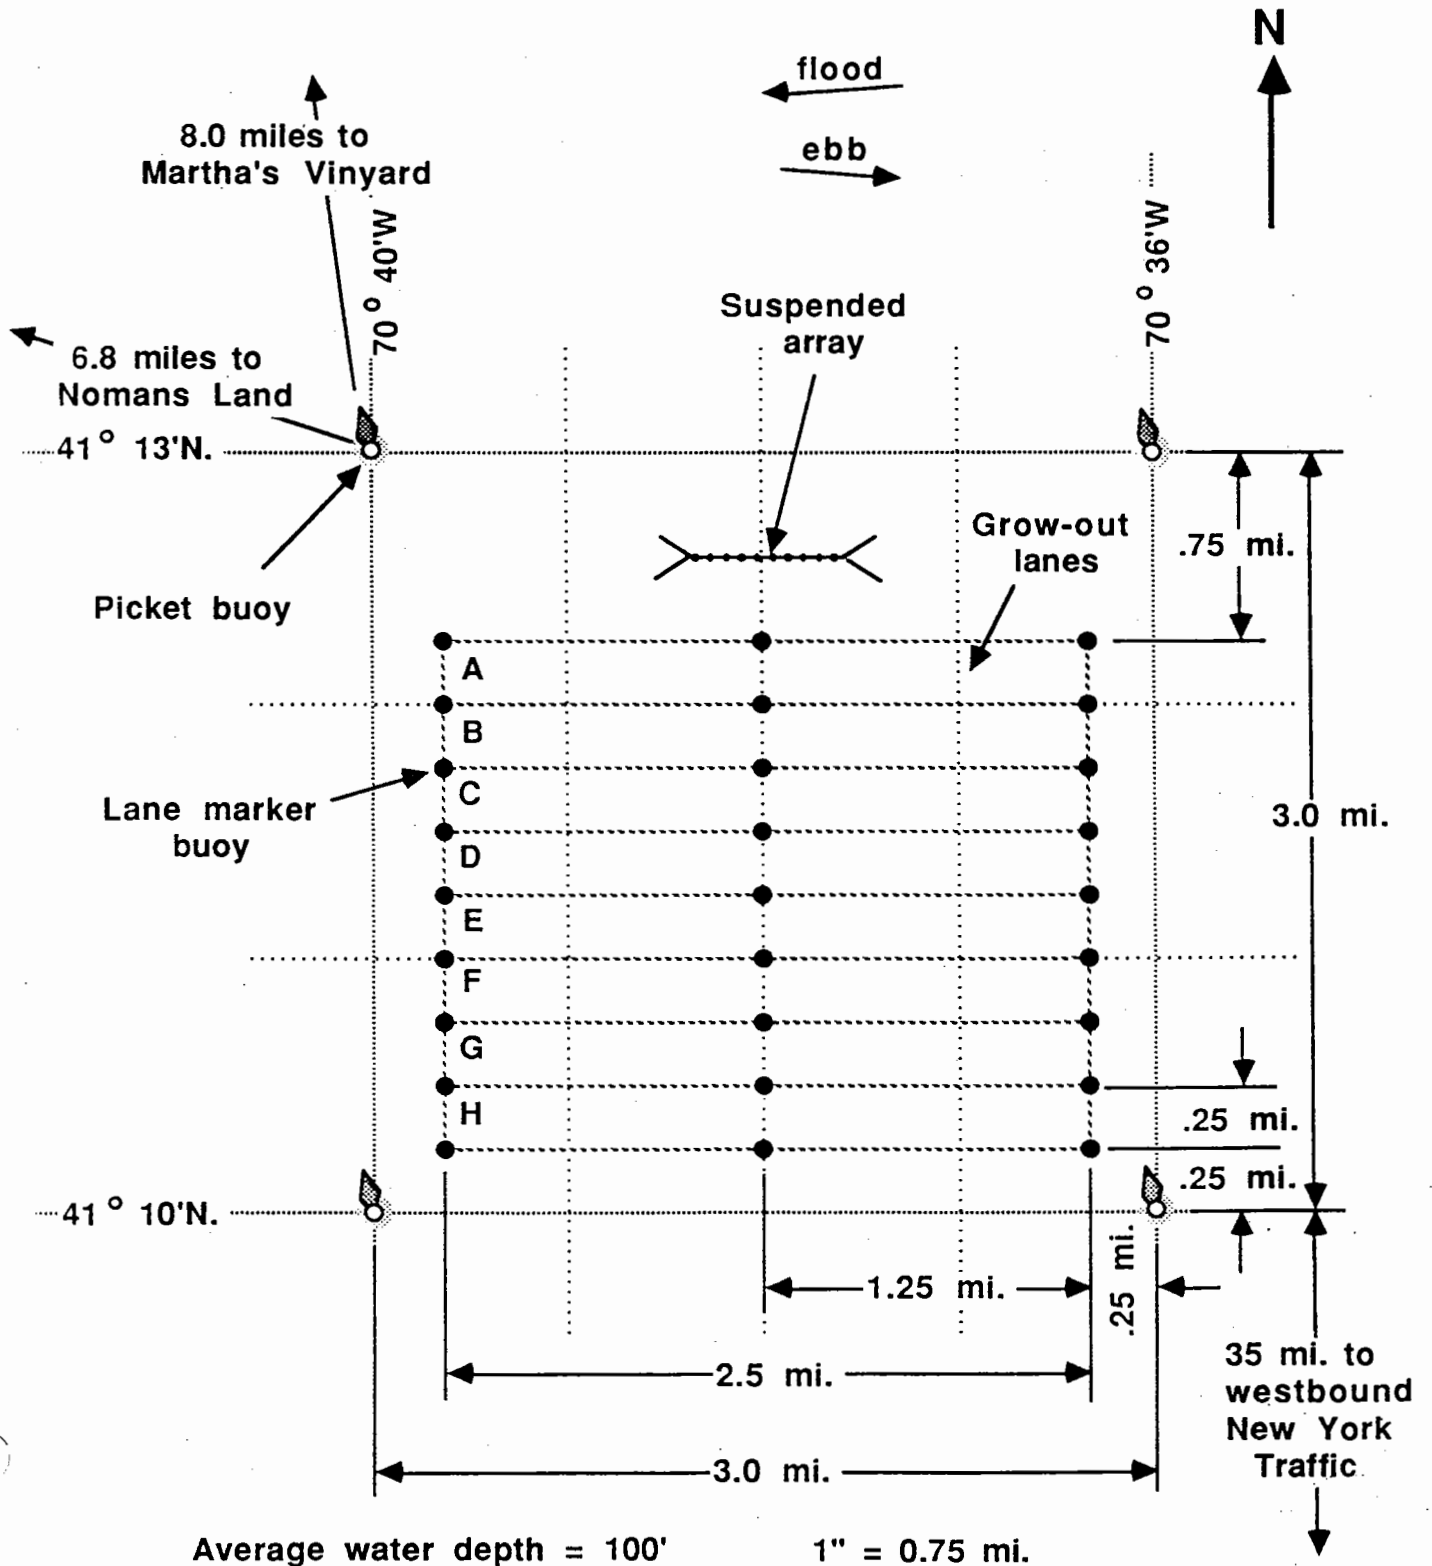 N
flood
8.0 miles to
Martha's Vinyard
ebb
70° 40'W
70° 36'W
Suspended
array
6.8 miles to
Nomans Land
41° 13'N.
Grow-out
lanes
.75 mi.
Picket buoy
A
B
C
Lane marker
buoy
3.0 mi.
D
E
F
G
H
.25 mi.
.25 mi.
41° 10'N.
.25 mi.
1.25 mi.
2.5 mi.
35 mi. to
westbound
New York
Traffic
3.0 mi.
Average water depth = 100'
1" = 0.75 mi.